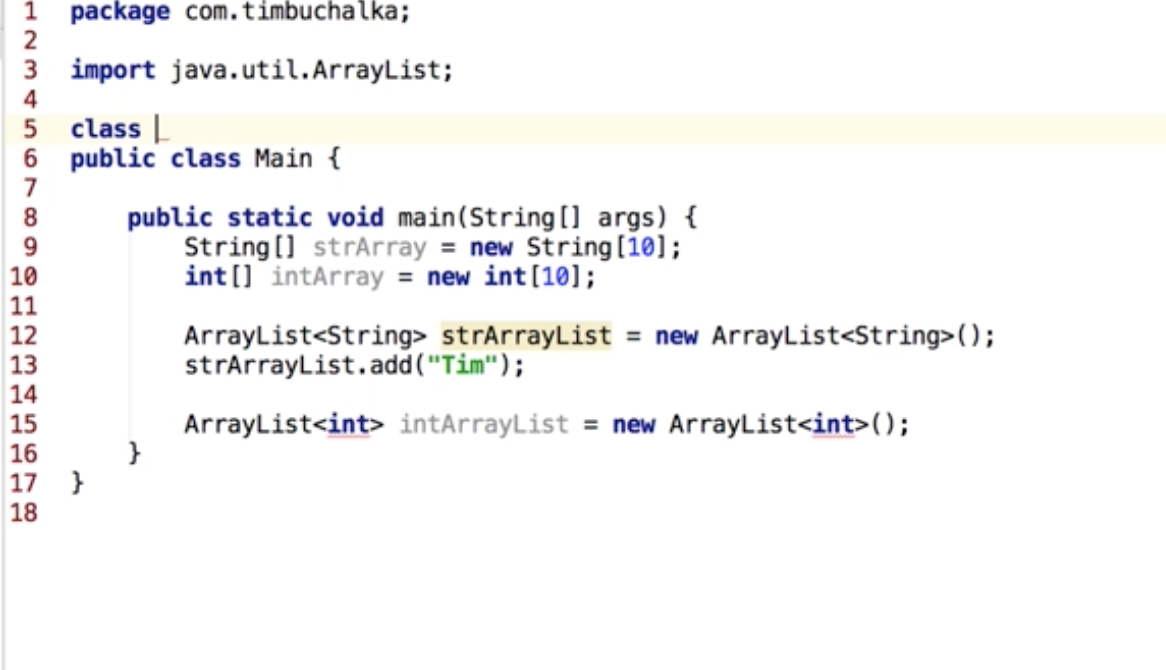 1 package com.timbuchalka;
2
3 import java.util.ArrayList;
4
5 class
6 public class Main {
7
8 public static void main(String[] args) {
9 String[] strArray = new String[10];
10 int[] intArray = new int[10];
11
12 ArrayList<String> strArrayList = new ArrayList<String>();
13 strArrayList.add("Tim");
14
15 ArrayList<int> intArrayList = new ArrayList<int>();
16 }
17 }
18